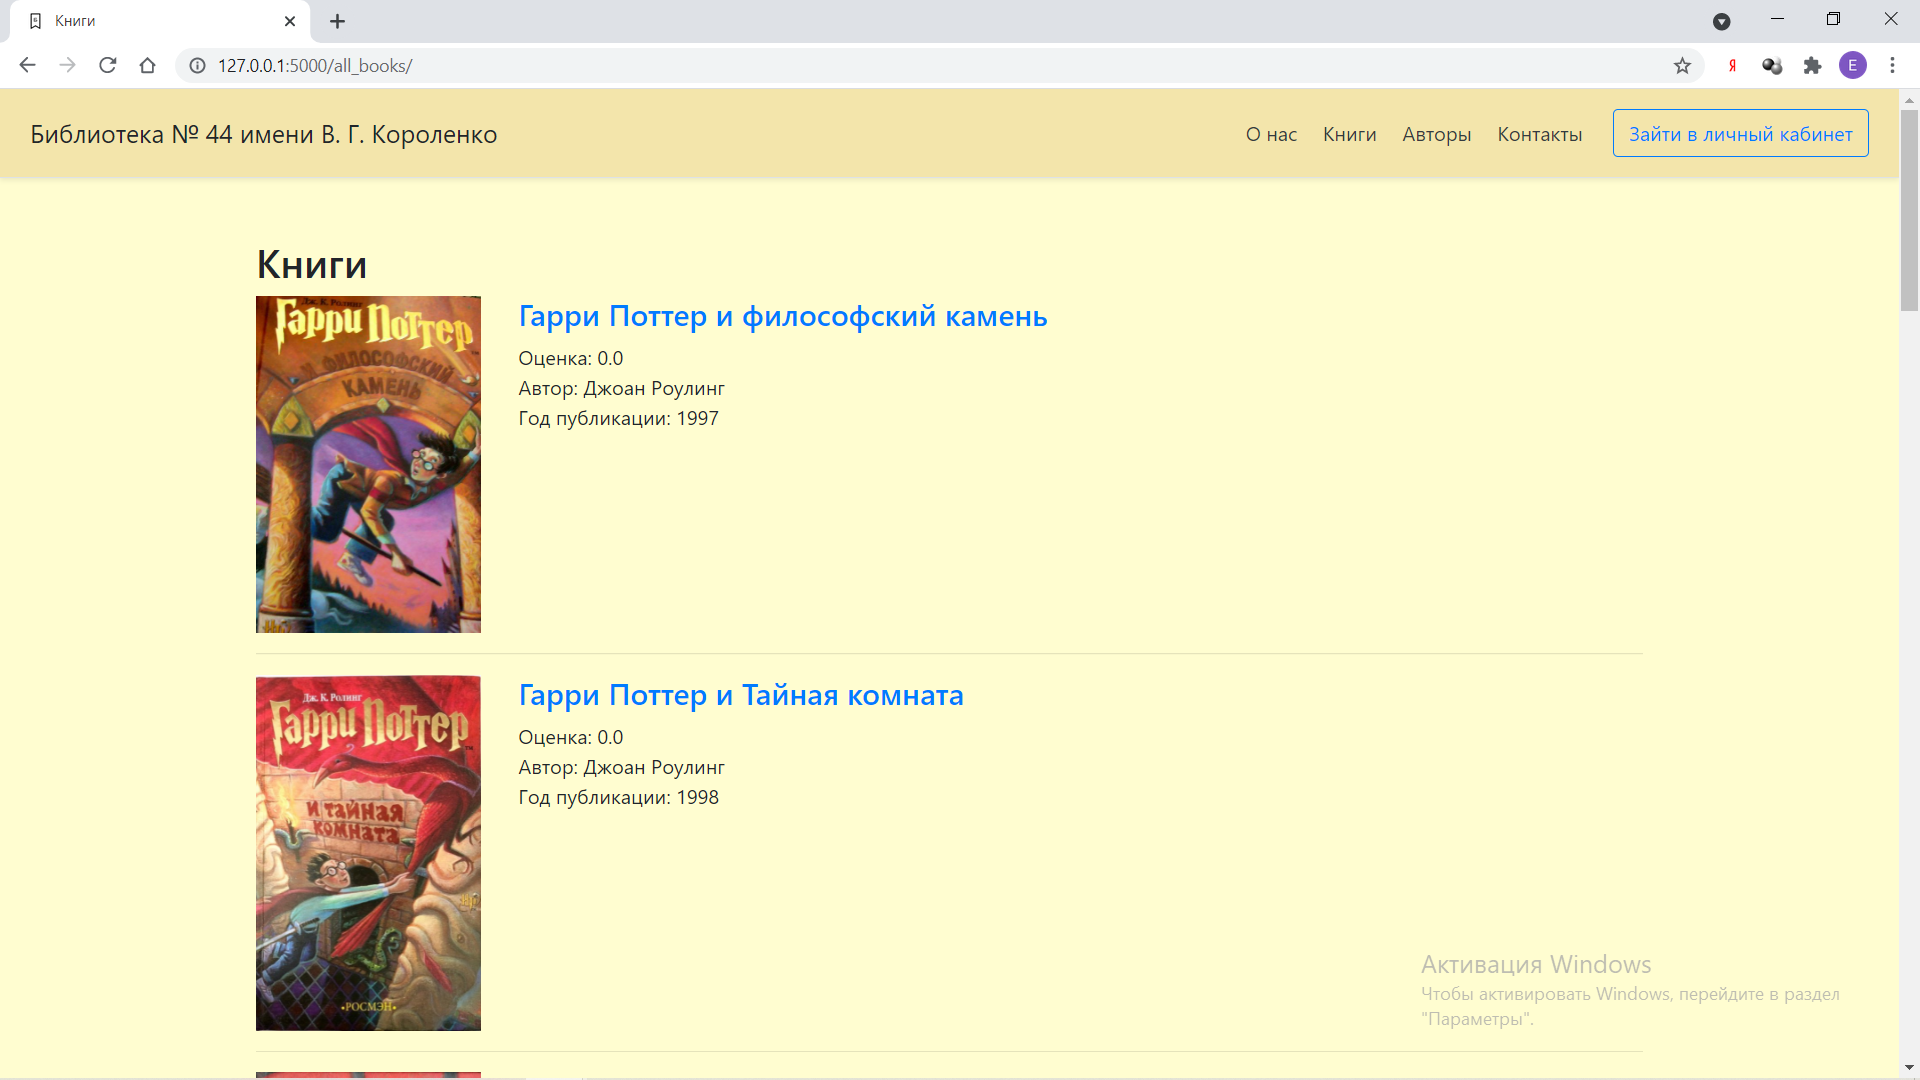 Книги
127.0.0.1:5000/all_books/
Я
E
Библиотека № 44 имени В. Г. Короленко
О нас
Книги
Авторы
Контакты
Зайти в личный кабинет
Книги
Дж. К. Ролинг
Гарри Поттер
и философский
камень
Гарри Поттер и философский камень
Оценка: 0.0
Автор: Джоан Роулинг
Год публикации: 1997
Дж. К. Ролинг
Гарри Поттер
и тайная
комната
•РОСМЭН•
Гарри Поттер и Тайная комната
Оценка: 0.0
Автор: Джоан Роулинг
Год публикации: 1998
Активация Windows
Чтобы активировать Windows, перейдите в раздел
"Параметры".